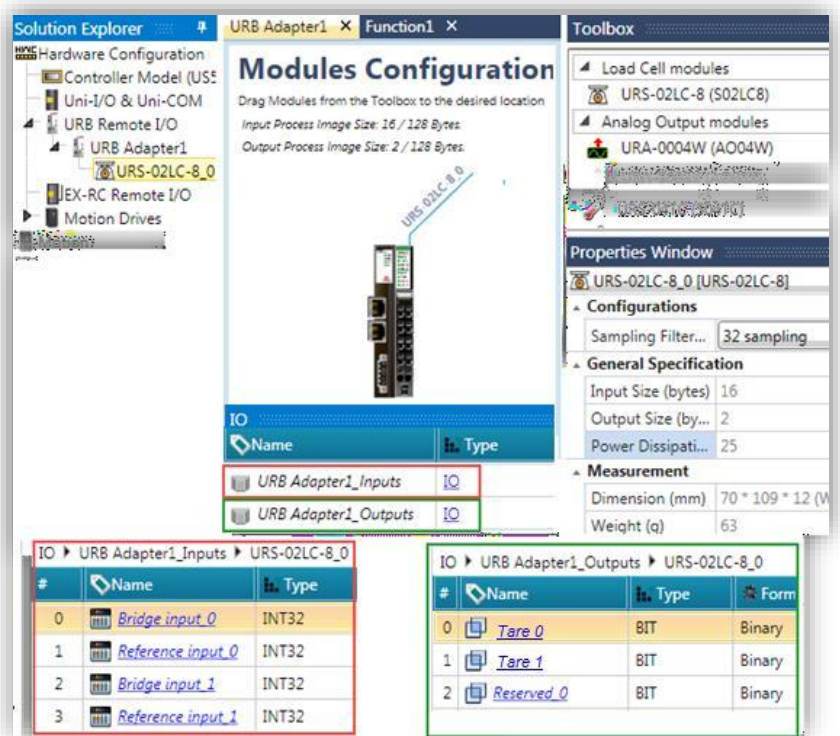 Solution Explorer
HWC Hardware Configuration
Controller Model (US5
Uni-I/O & Uni-COM
URB Remote I/O
URB Adapter1
URS-02LC-8_0
EX-RC Remote I/O
Motion Drives
URB Adapter1 X Function1 X
Modules Configuration
Drag Modules from the Toolbox to the desired location
Input Process Image Size: 16 / 128 Bytes.
Output Process Image Size: 2 / 128 Bytes.
URS-02LC-8_0
IO
Name Type
URB Adapter1_Inputs IO
URB Adapter1_Outputs IO
Toolbox
Load Cell modules
URS-02LC-8 (S02LC8)
Analog Output modules
URA-0004W (AO04W)
Properties Window
URS-02LC-8_0 [URS-02LC-8]
Configurations
Sampling Filter... 32 sampling
General Specification
Input Size (bytes) 16
Output Size (by... 2
Power Dissipati... 25
Measurement
Dimension (mm) 70 * 109 * 12 (W
Weight (g) 63
IO URB Adapter1_Inputs URS-02LC-8_0
# Name Type
0 Bridge input_0 INT32
1 Reference input_0 INT32
2 Bridge input_1 INT32
3 Reference input_1 INT32
IO URB Adapter1_Outputs URS-02LC-8_0
# Name Type Form
0 Tare 0 BIT Binary
1 Tare 1 BIT Binary
2 Reserved_0 BIT Binary